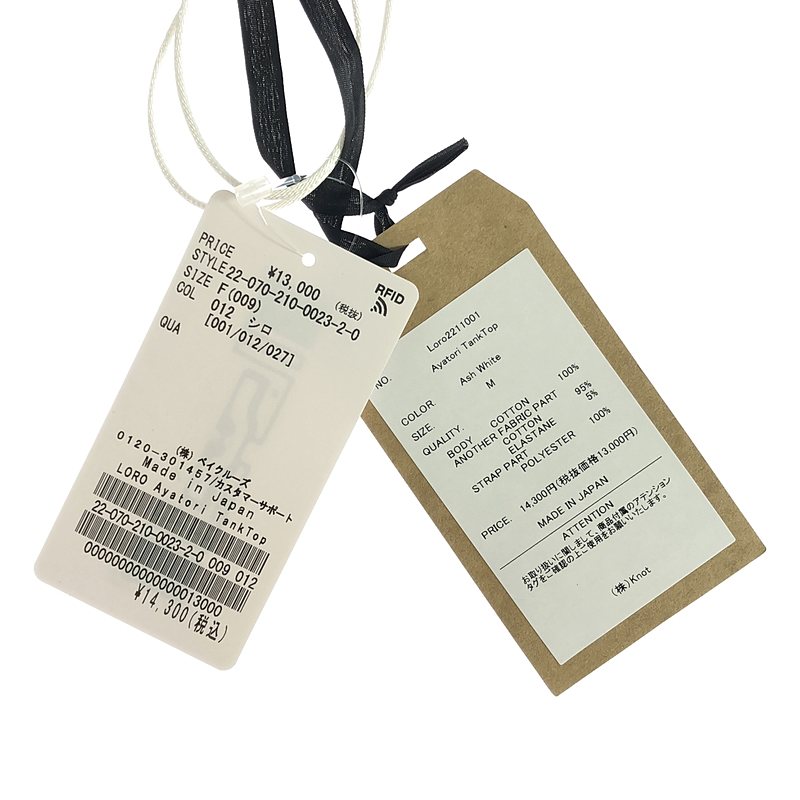 PRICE ¥13,000 (税抜)
STYLE 22-070-210-0023-2-0
SIZE F(009)
COL 012 シロ
[001/012/027]
QUA
RFID
(株) ベイクルーズ
0120-301457/カスタマーサポート
Made in Japan
LORO Ayatori TankTop
22-070-210-0023-2-0 009 012
0000000000000013000
¥14,300(税込)
NO. Loro2211001
Ayatori TankTop
COLOR. Ash White
SIZE. M
QUALITY.
BODY COTTON 100%
ANOTHER FABRIC PART
COTTON 95%
ELASTANE 5%
STRAP PART
POLYESTER 100%
PRICE. 14,300円(税抜価格13,000円)
MADE IN JAPAN
ATTENTION
お取り扱いに関しまして、商品付属のアテンション
タグをご確認の上ご使用をお願いいたします。
(株)Knot